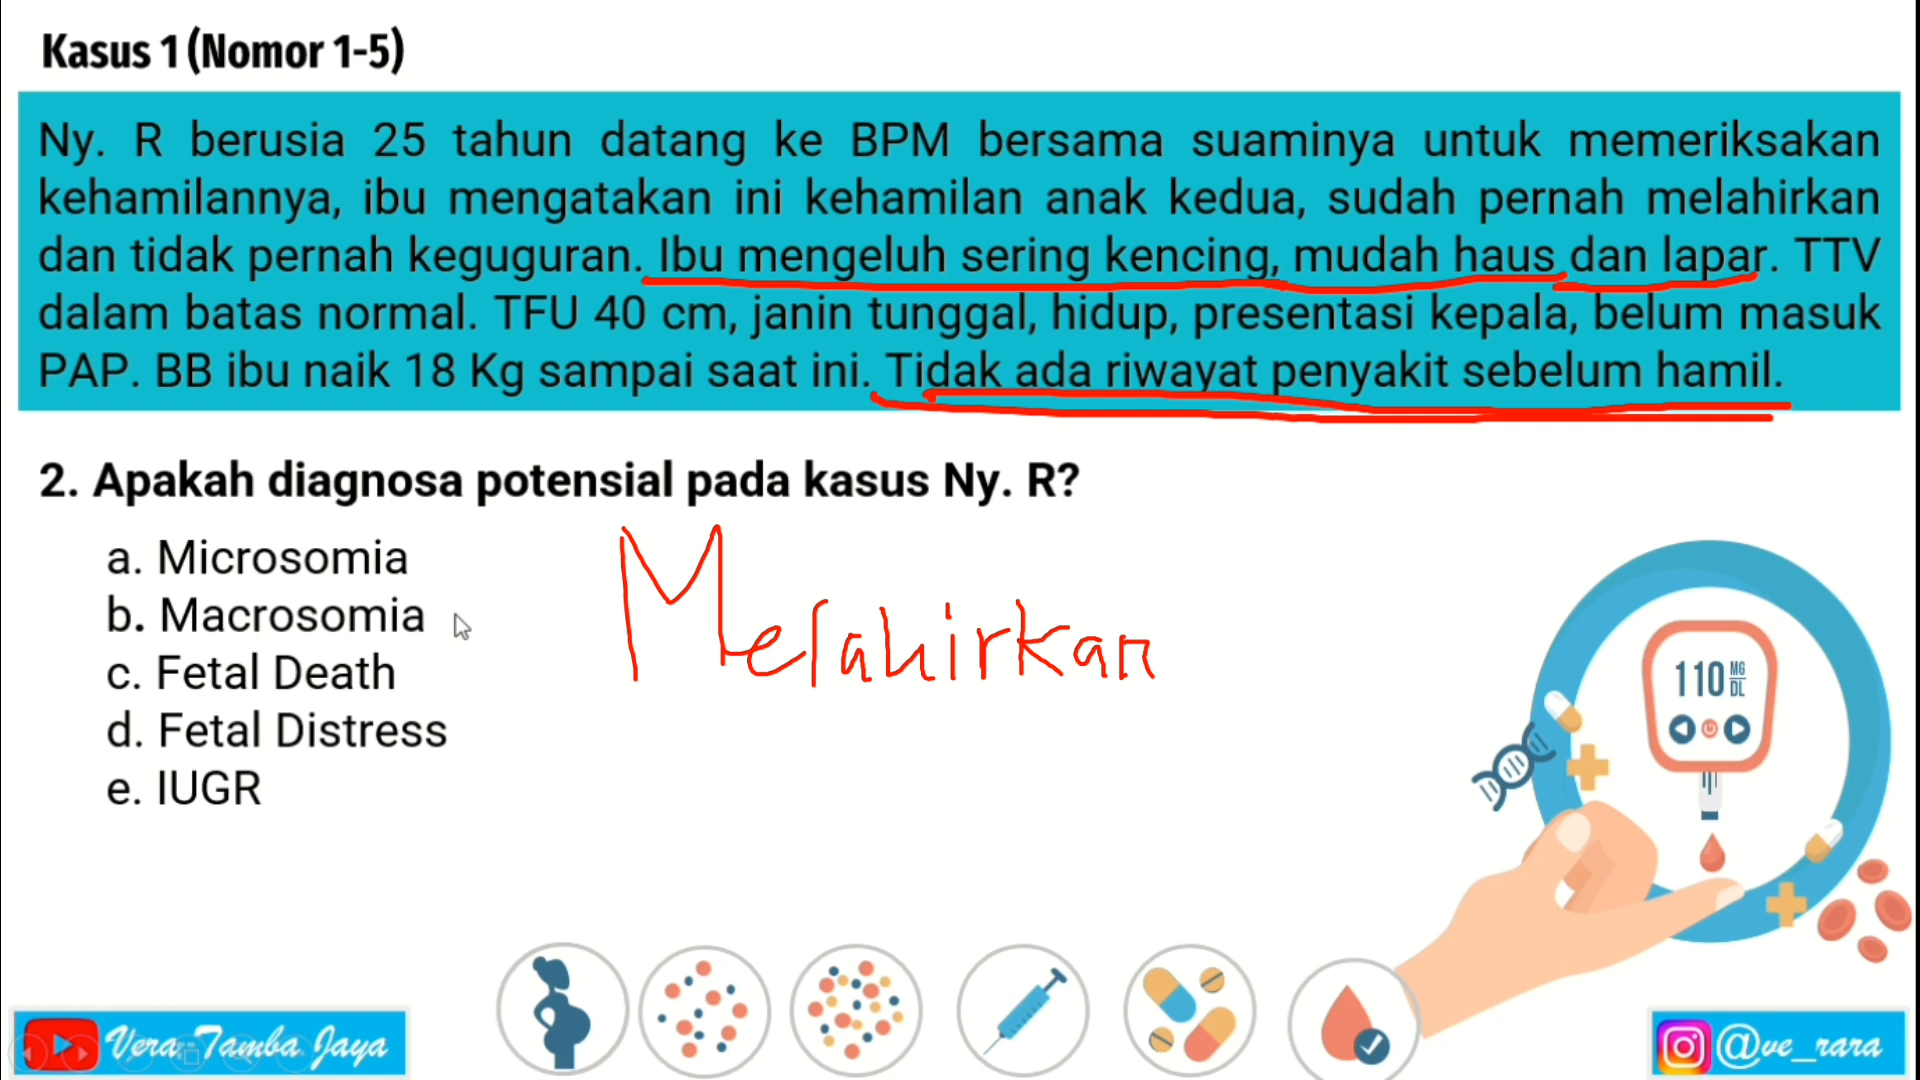 Kasus 1 (Nomor 1-5)
Ny. R berusia 25 tahun datang ke BPM bersama suaminya untuk memeriksakan
kehamilannya, ibu mengatakan ini kehamilan anak kedua, sudah pernah melahirkan
dan tidak pernah keguguran. Ibu mengeluh sering kencing, mudah haus dan lapar. TTV
dalam batas normal. TFU 40 cm, janin tunggal, hidup, presentasi kepala, belum masuk
PAP. BB ibu naik 18 Kg sampai saat ini. Tidak ada riwayat penyakit sebelum hamil.
2. Apakah diagnosa potensial pada kasus Ny. R?
a. Microsomia
b. Macrosomia
c. Fetal Death
d. Fetal Distress
e. IUGR
Melahirkan
110 MG
DL
Vera Tamba Jaya
@ve_rara